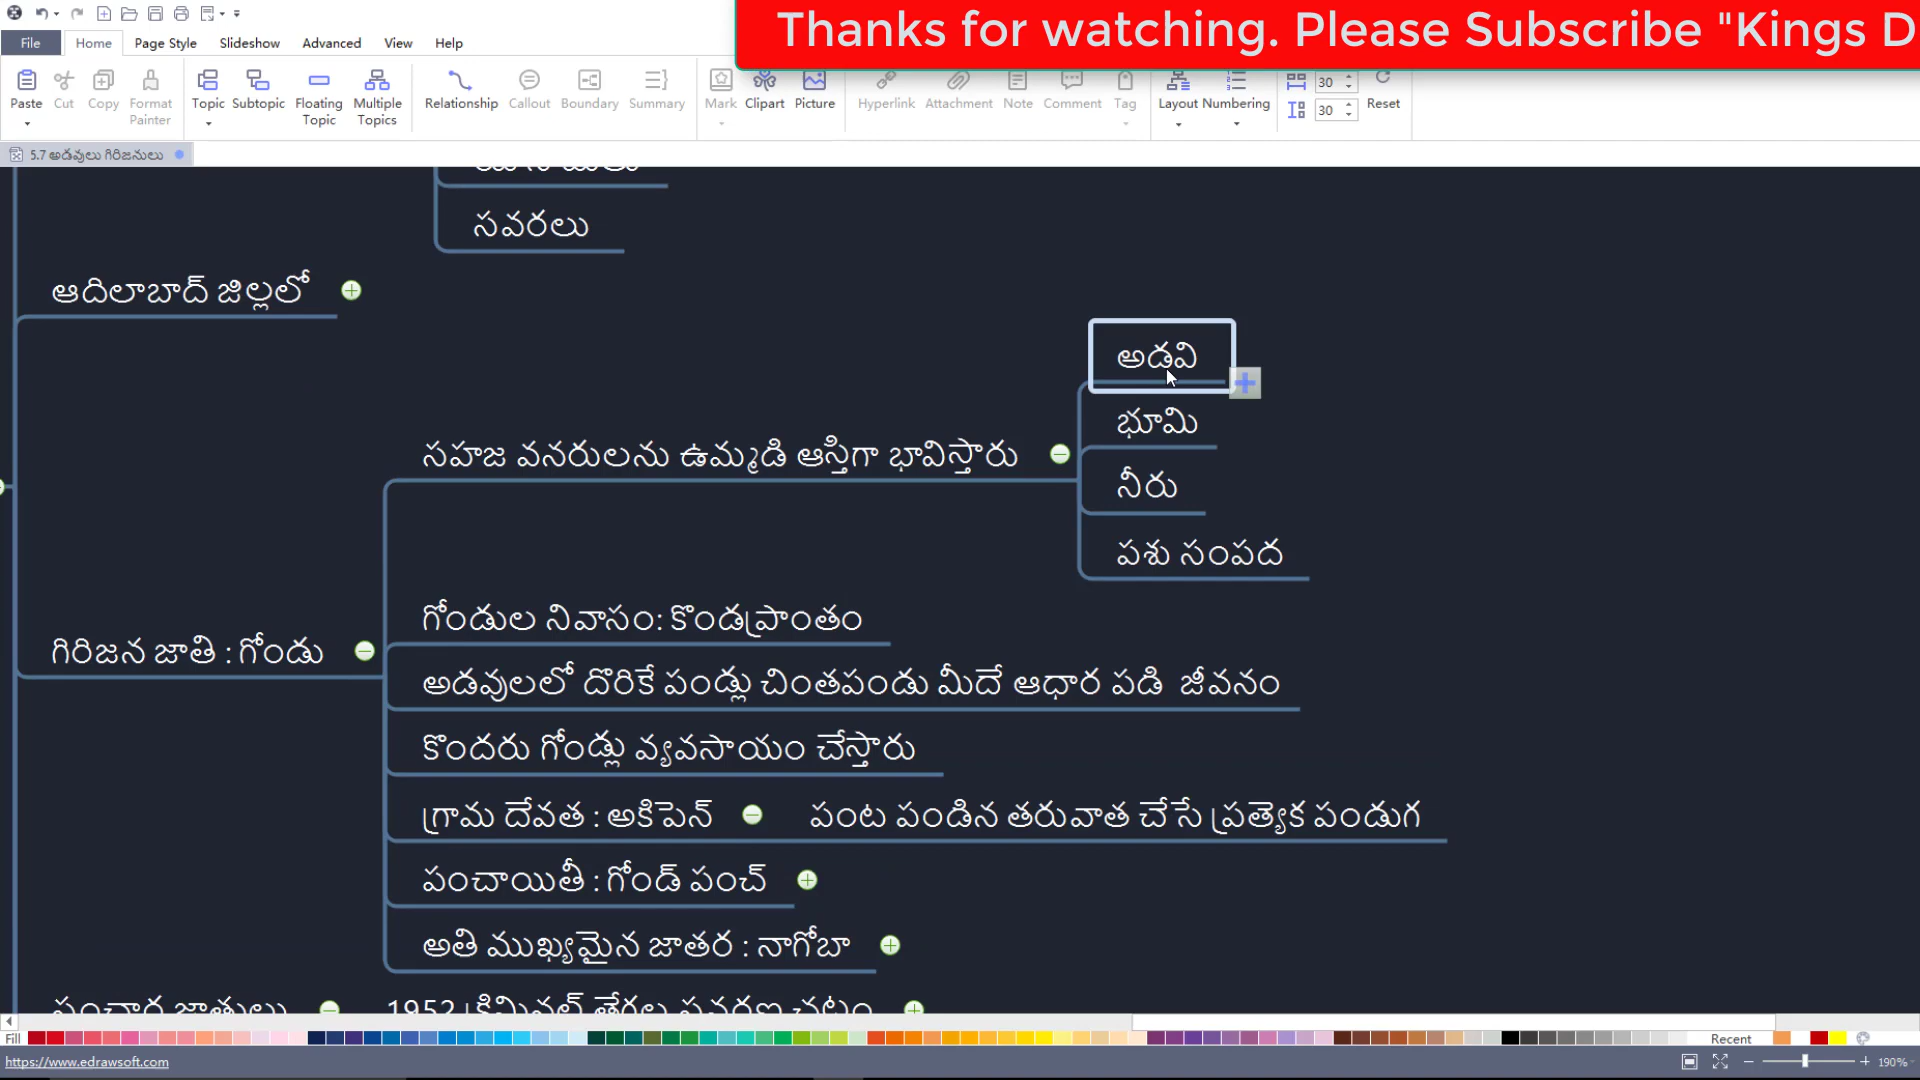 Thanks for watching. Please Subscribe "Kings D
File Home Page Style Slideshow Advanced View Help
Paste Cut Copy Format Painter Topic Subtopic Floating Topic Multiple Topics Relationship Callout Boundary Summary Mark Clipart Picture Hyperlink Attachment Note Comment Tag Layout Numbering 30 30 Reset
5.7 అడవులు గిరిజనులు
సవరలు
ఆదిలాబాద్ జిల్లలో
అడవి
భూమి
సహజ వనరులను ఉమ్మడి ఆస్తిగా భావిస్తారు
నీరు
పశు సంపద
గోండుల నివాసం: కొండప్రాంతం
గిరిజన జాతి : గోండు
అడవులలో దొరికే పండ్లు చింతపండు మీదే ఆధార పడి జీవనం
కొందరు గోండ్లు వ్యవసాయం చేస్తారు
గ్రామ దేవత : అకిపెన్ పంట పండిన తరువాత చేసే ప్రత్యేక పండుగ
పంచాయితీ : గోండ్ పంచ్
అతి ముఖ్యమైన జాతర : నాగోబా
సంచార జాతులు 1952
Fill Recent
https://www.edrawsoft.com 190%